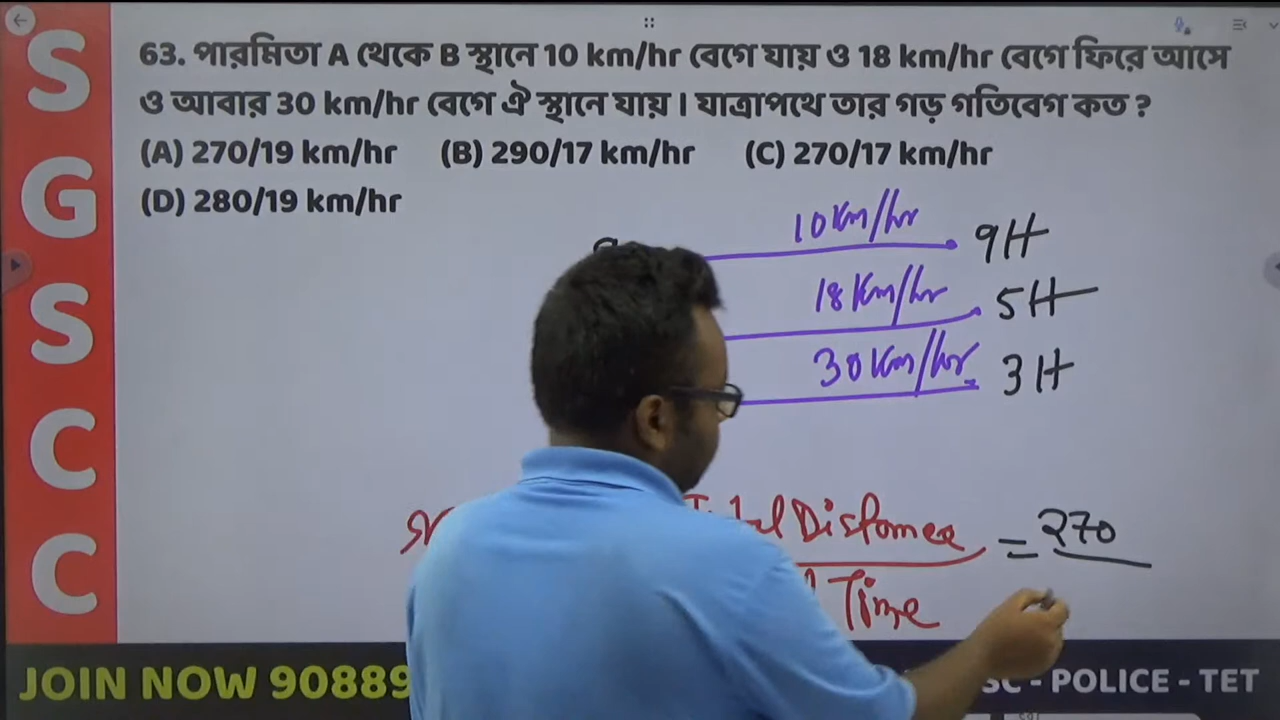 S
G
S
C
C
63. পারমিতা A থেকে B স্থানে 10 km/hr বেগে যায় ও 18 km/hr বেগে ফিরে আসে
ও আবার 30 km/hr বেগে ঐ স্থানে যায় । যাত্রাপথে তার গড় গতিবেগ কত ?
(A) 270/19 km/hr (B) 290/17 km/hr (C) 270/17 km/hr
(D) 280/19 km/hr
10 Km/hr 9H
18 Km/hr 5H
30 Km/hr 3H
Distance = 270
Time
JOIN NOW 90889
- POLICE - TET